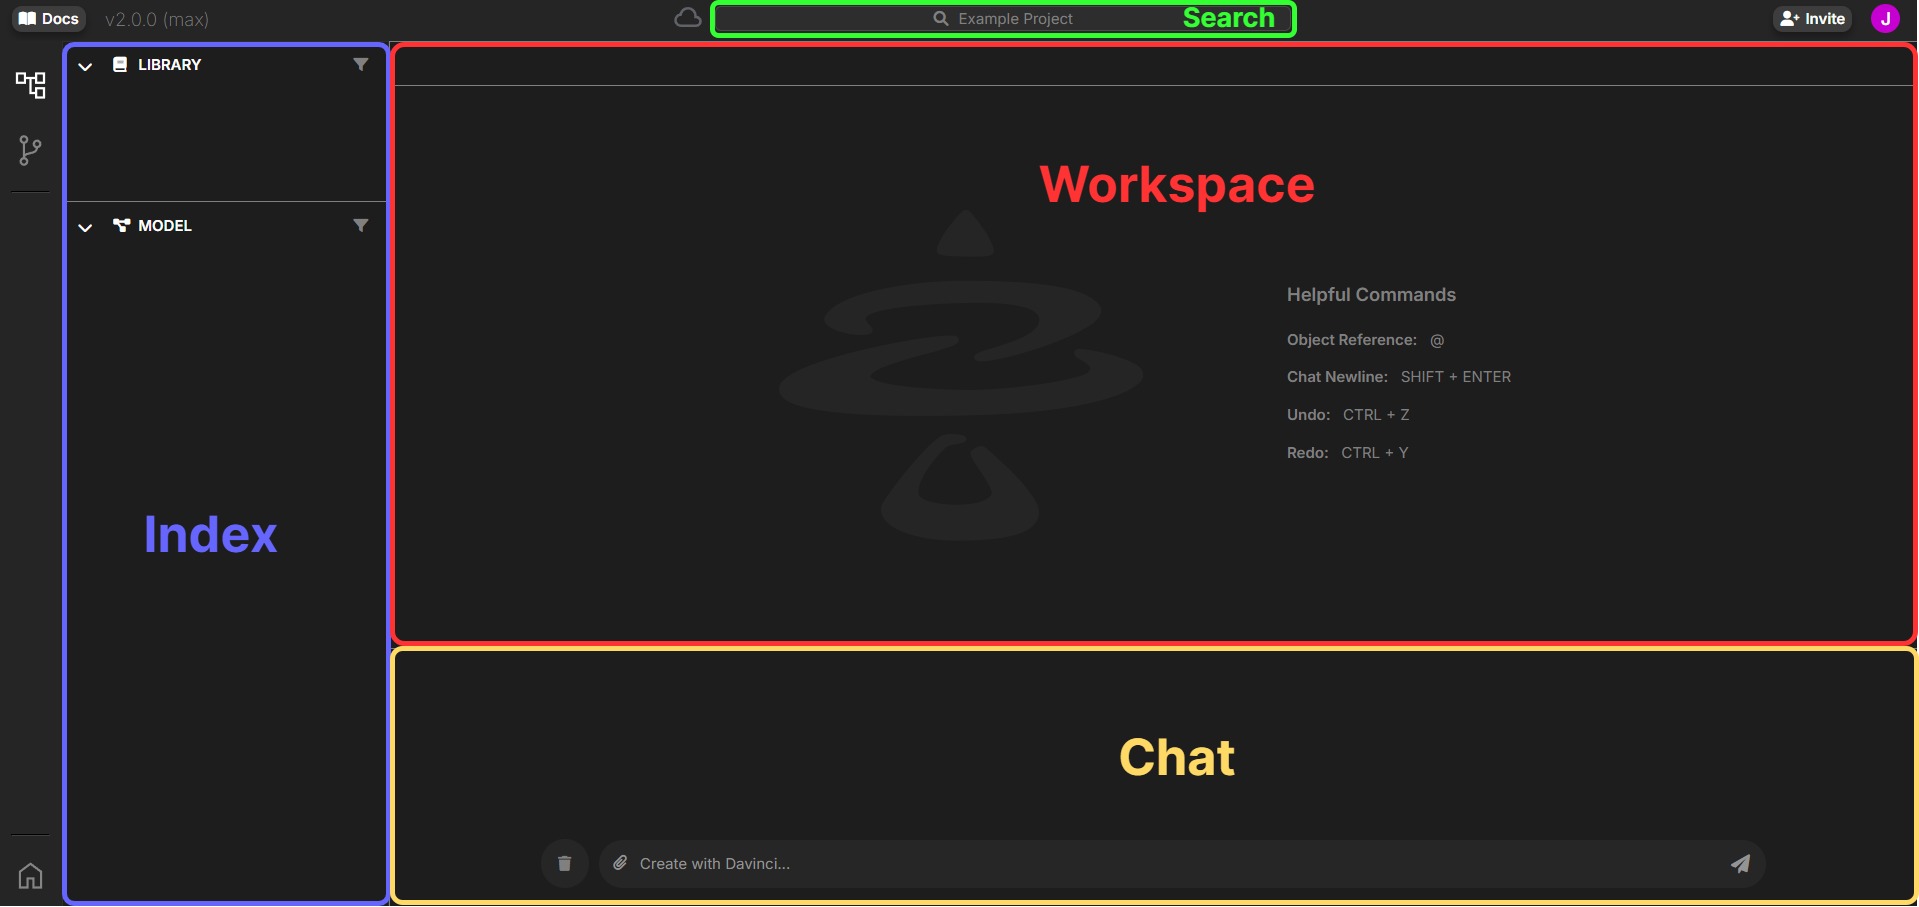 Docs
v2.0.0 (max)
Example Project
Search
Invite
J
LIBRARY
MODEL
Index
Workspace
Helpful Commands
Object Reference: @
Chat Newline: SHIFT + ENTER
Undo: CTRL + Z
Redo: CTRL + Y
Chat
Create with Davinci...